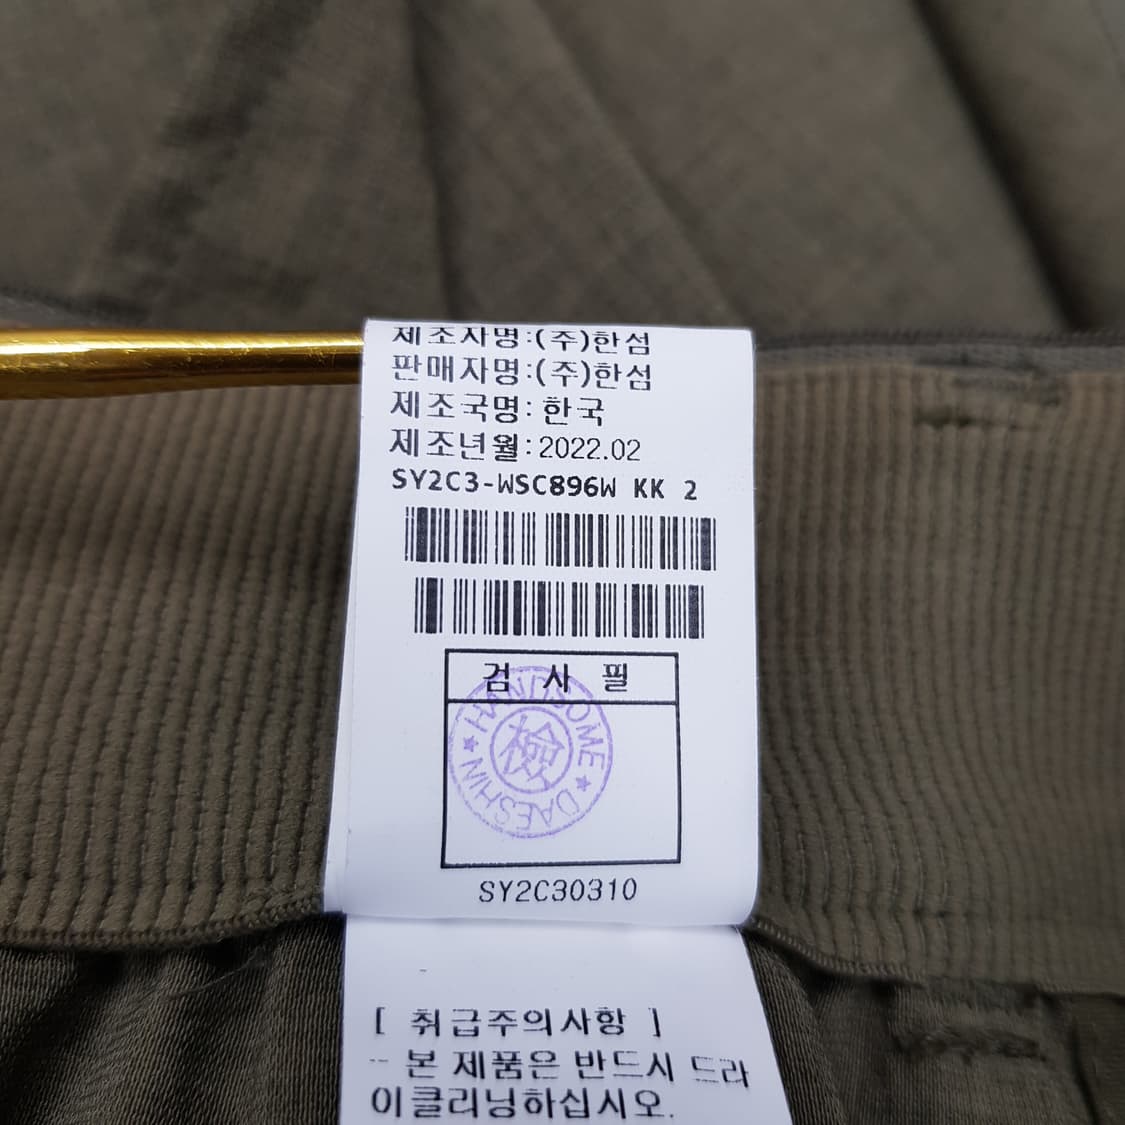 제조자명:(주)한섬
판매자명:(주)한섬
제조국명: 한국
제조년월:2022.02
SY2C3-WSC896W KK 2
검 사 필
HANDSOME ★ DAESHIN ★
檢
SY2C30310
[ 취급주의사항 ]
-- 본 제품은 반드시 드라
이클리닝하십시오.